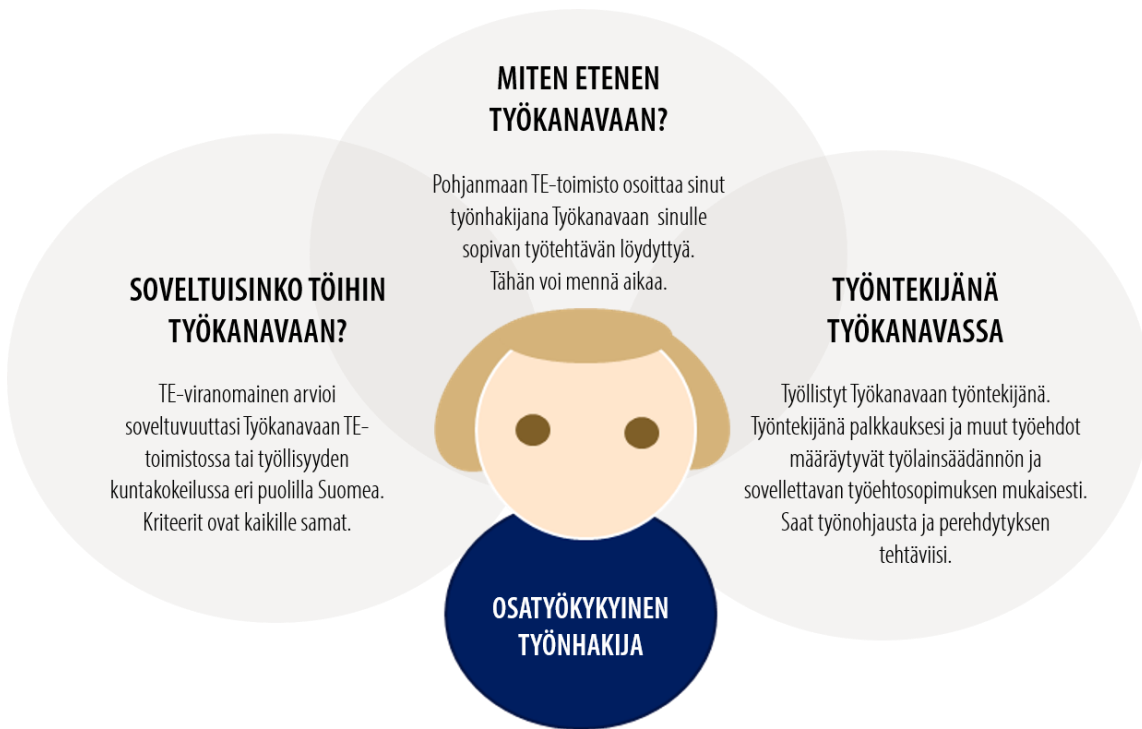 MITEN ETENEN
TYÖKANAVAAN?
Pohjanmaan TE-toimisto osoittaa sinut
työnhakijana Työkanavaan sinulle
sopivan työtehtävän löydyttyä.
Tähän voi mennä aikaa.
SOVELTUISINKO TÖIHIN
TYÖKANAVAAN?
TE-viranomainen arvioi
soveltuvuuttasi Työkanavaan TE-
toimistossa tai työllisyyden
kuntakokeilussa eri puolilla Suomea.
Kriteerit ovat kaikille samat.
TYÖNTEKIJÄNÄ
TYÖKANAVASSA
Työllistyt Työkanavaan työntekijänä.
Työntekijänä palkkauksesi ja muut työehdot
määräytyvät työlainsäädännön ja
sovellettavan työehtosopimuksen mukaisesti.
Saat työnohjausta ja perehdytyksen
tehtäviisi.
OSATYÖKYKYINEN
TYÖNHAKIJA